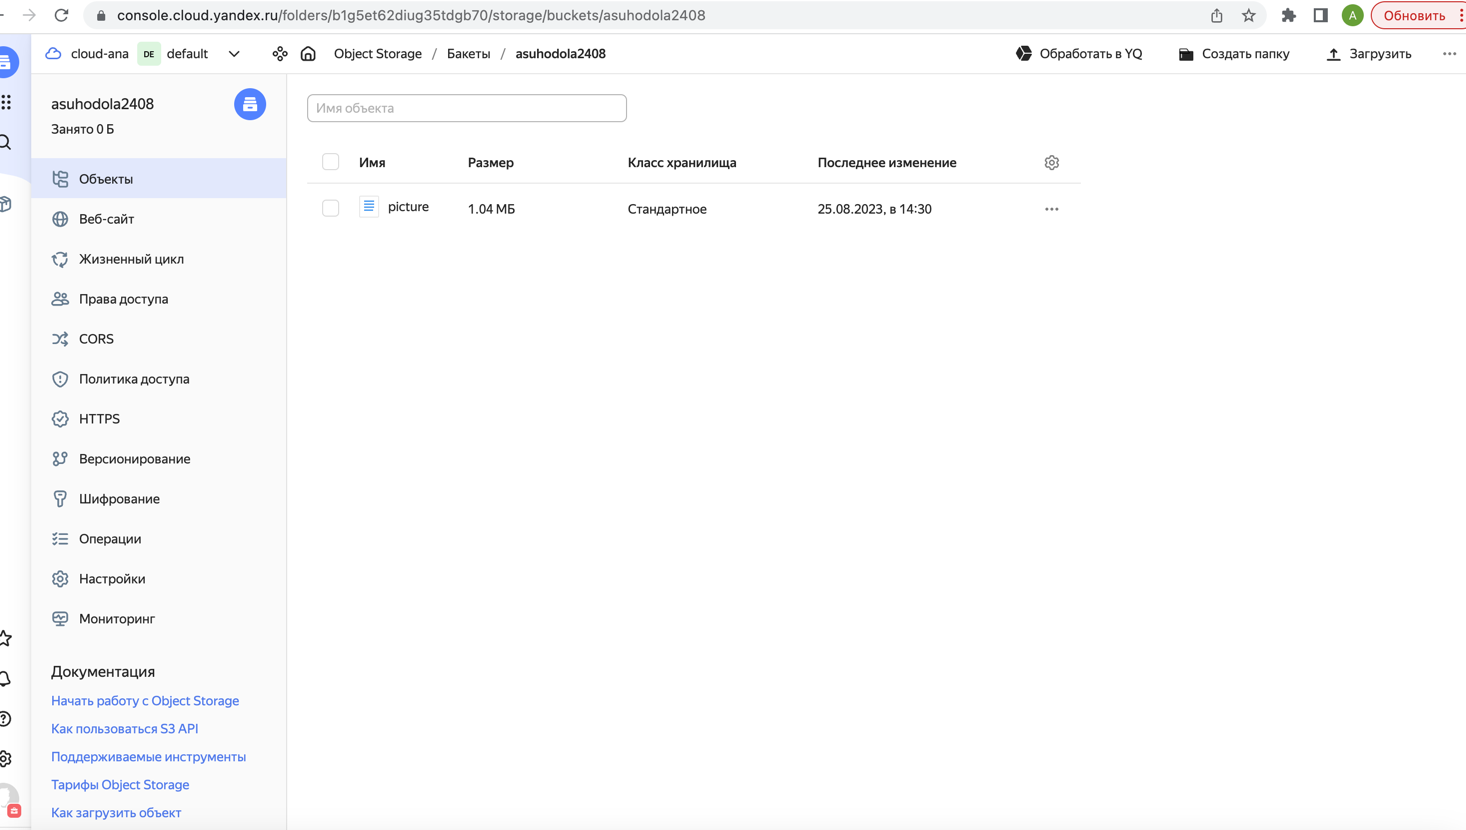 console.cloud.yandex.ru/folders/b1g5et62diug35tdgb70/storage/buckets/asuhodola2408
A
Обновить
cloud-ana DE default
Object Storage / Бакеты / asuhodola2408
Обработать в YQ
Создать папку
Загрузить
asuhodola2408
Занято 0 Б
Объекты
Веб-сайт
Жизненный цикл
Права доступа
CORS
Политика доступа
HTTPS
Версионирование
Шифрование
Операции
Настройки
Мониторинг
Документация
Начать работу с Object Storage
Как пользоваться S3 API
Поддерживаемые инструменты
Тарифы Object Storage
Как загрузить объект
Имя объекта
Имя Размер Класс хранилища Последнее изменение
picture 1.04 МБ Стандартное 25.08.2023, в 14:30